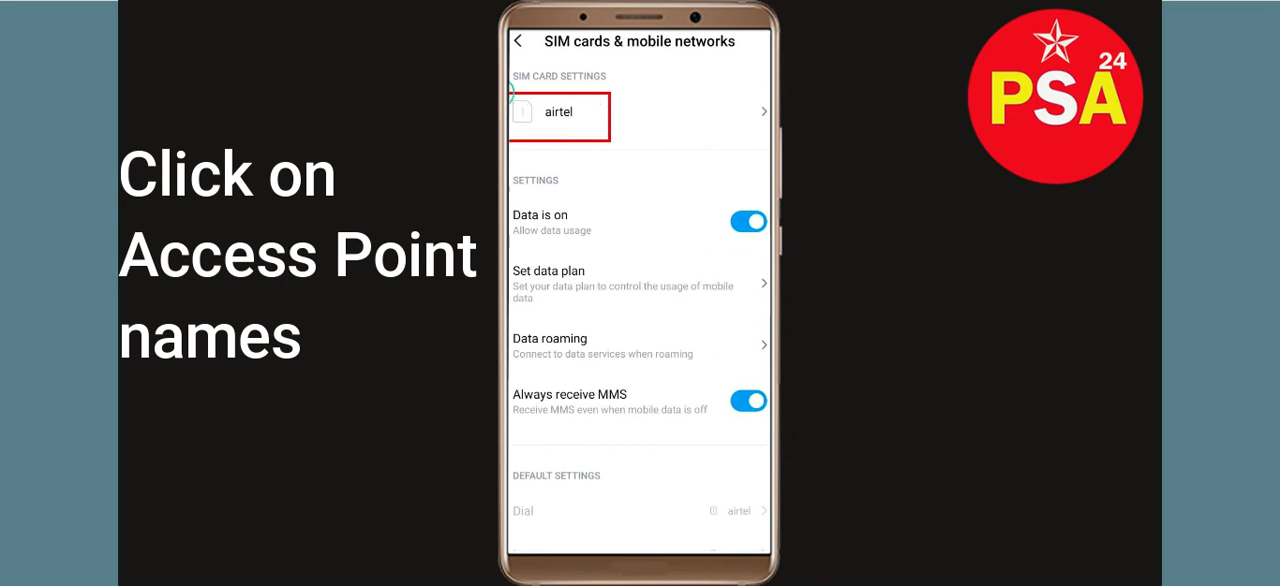 Click on
Access Point
names
SIM cards & mobile networks
SIM CARD SETTINGS
1
airtel
SETTINGS
Data is on
Allow data usage
Set data plan
Set your data plan to control the usage of mobile
data
Data roaming
Connect to data services when roaming
Always receive MMS
Receive MMS even when mobile data is off
DEFAULT SETTINGS
Dial
airtel
24
PSA